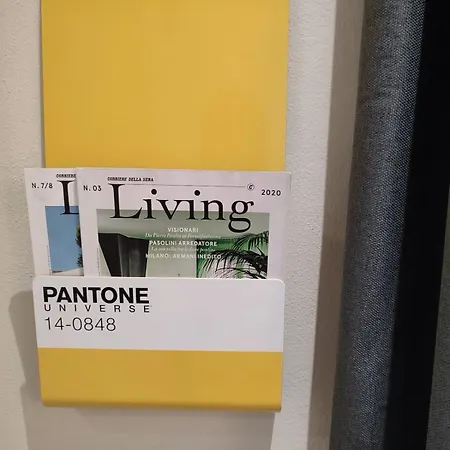 CORRIERE DELLA SERA
N. 7/8
N. 03
2020
Living
VISIONARI
PASOLINI ARREDATORE
MILANO: ARMANI INEDITO
PANTONE
UNIVERSE
14-0848